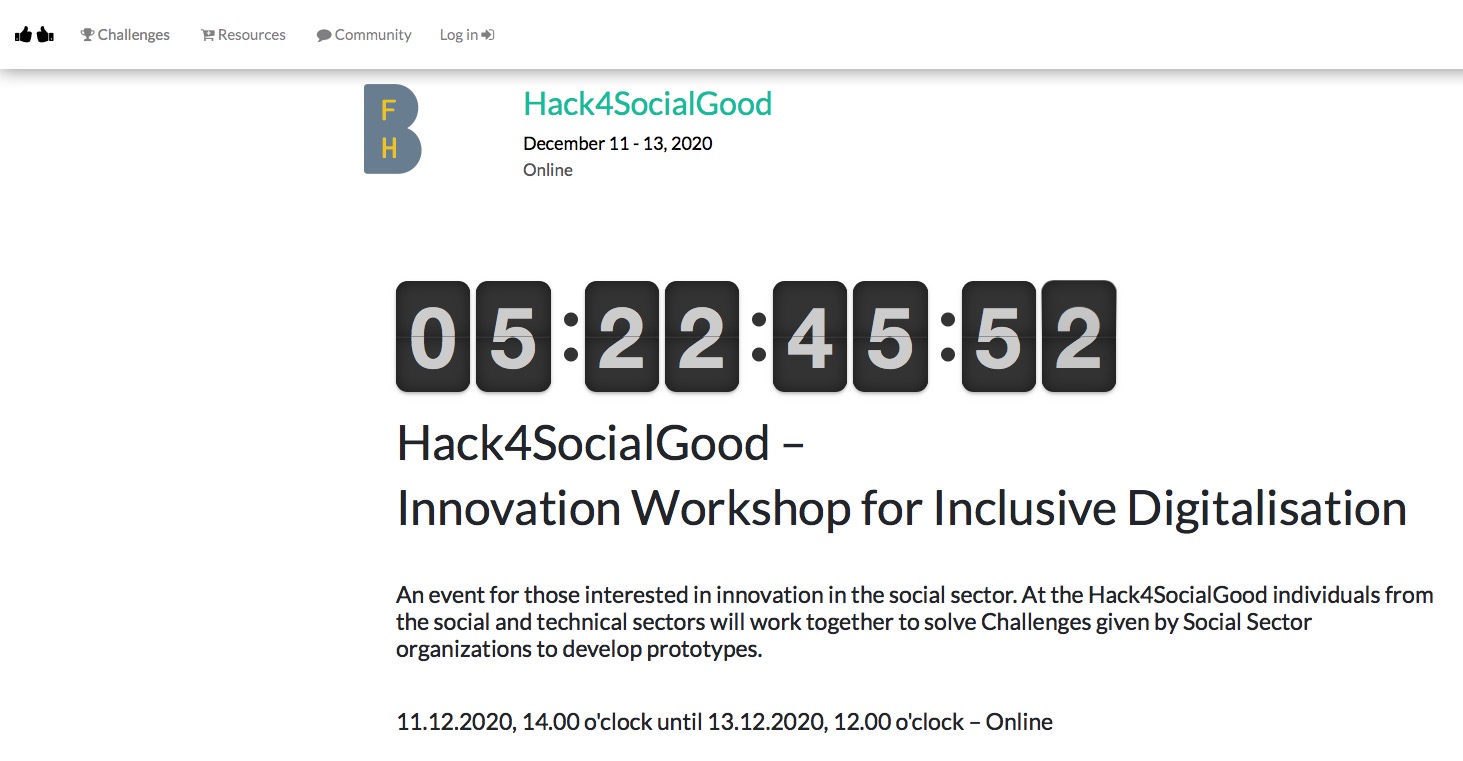 Challenges Resources Community Log in
F
H
Hack4SocialGood
December 11 - 13, 2020
Online
05:22:45:52
Hack4SocialGood –
Innovation Workshop for Inclusive Digitalisation
An event for those interested in innovation in the social sector. At the Hack4SocialGood individuals from
the social and technical sectors will work together to solve Challenges given by Social Sector
organizations to develop prototypes.
11.12.2020, 14.00 o'clock until 13.12.2020, 12.00 o'clock – Online